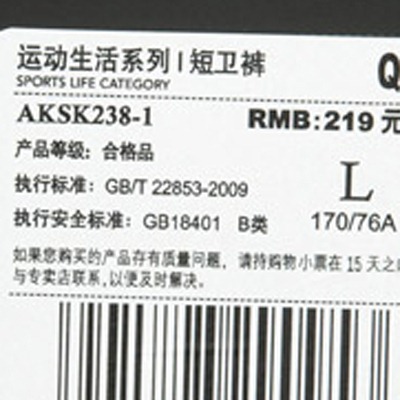 运动生活系列 | 短卫裤 Q
SPORTS LIFE CATEGORY
AKSK238-1 RMB:219 元
产品等级: 合格品
执行标准: GB/T 22853-2009 L
执行安全标准: GB18401 B类 170/76A
如果您购买的产品存有质量问题, 请持购物小票在 15 天之
与专卖店联系,以便及时解决。